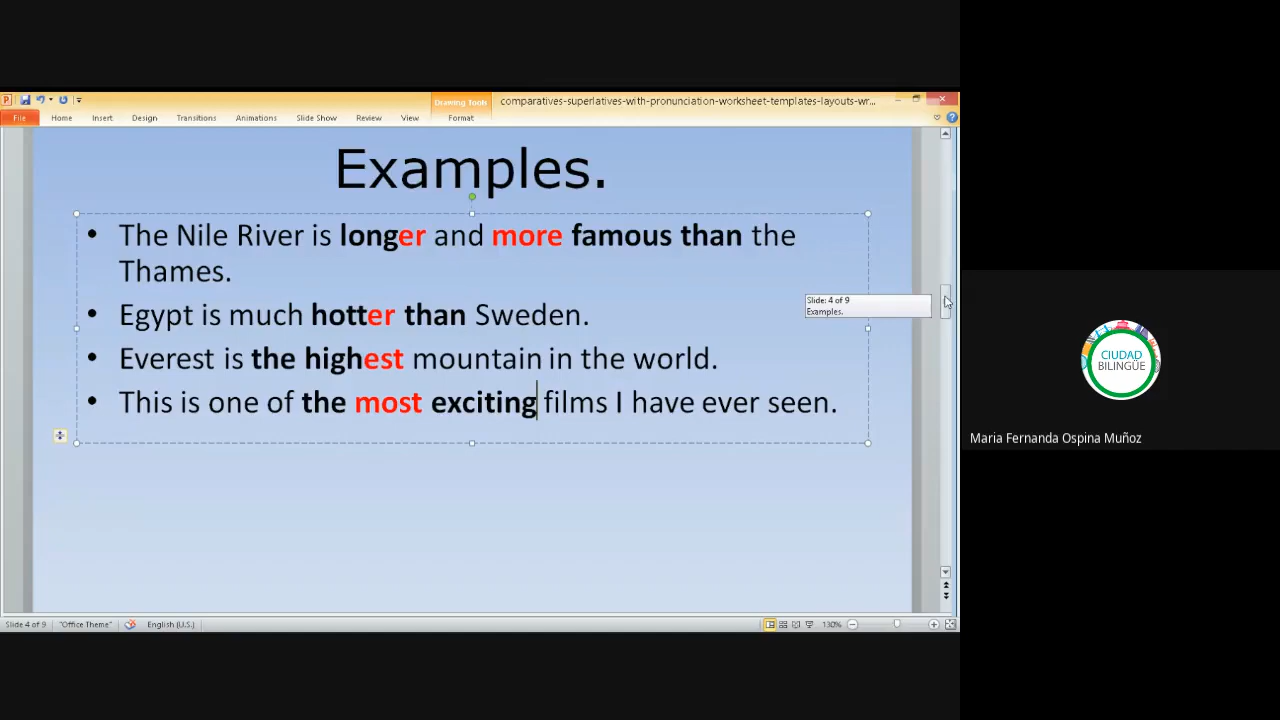 Drawing Tools
comparatives-superlatives-with-pronunciation-worksheet-templates-layouts-wr...
File Home Insert Design Transitions Animations Slide Show Review View Format
Examples.
• The Nile River is longer and more famous than the
Thames.
• Egypt is much hotter than Sweden.
• Everest is the highest mountain in the world.
• This is one of the most exciting films I have ever seen.
Slide: 4 of 9
Examples.
Slide 4 of 9 "Office Theme" English (U.S.) 130%
CIUDAD
BILINGÜE
Maria Fernanda Ospina Muñoz